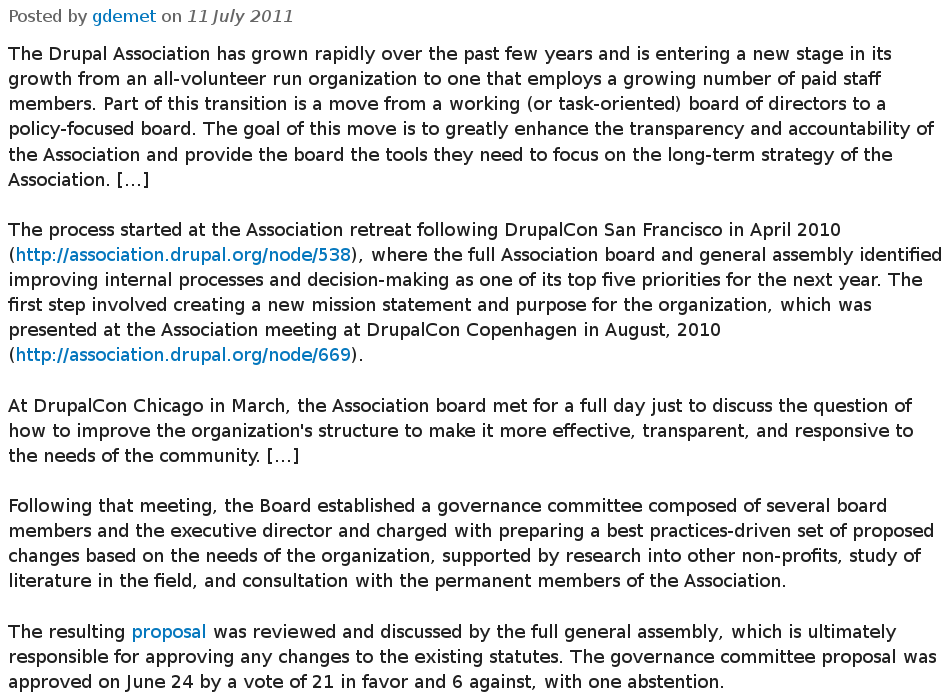 Posted by gdemet on 11 July 2011
The Drupal Association has grown rapidly over the past few years and is entering a new stage in its
growth from an all-volunteer run organization to one that employs a growing number of paid staff
members. Part of this transition is a move from a working (or task-oriented) board of directors to a
policy-focused board. The goal of this move is to greatly enhance the transparency and accountability of
the Association and provide the board the tools they need to focus on the long-term strategy of the
Association. […]
The process started at the Association retreat following DrupalCon San Francisco in April 2010
(http://association.drupal.org/node/538), where the full Association board and general assembly identified
improving internal processes and decision-making as one of its top five priorities for the next year. The
first step involved creating a new mission statement and purpose for the organization, which was
presented at the Association meeting at DrupalCon Copenhagen in August, 2010
(http://association.drupal.org/node/669).
At DrupalCon Chicago in March, the Association board met for a full day just to discuss the question of
how to improve the organization's structure to make it more effective, transparent, and responsive to
the needs of the community. […]
Following that meeting, the Board established a governance committee composed of several board
members and the executive director and charged with preparing a best practices-driven set of proposed
changes based on the needs of the organization, supported by research into other non-profits, study of
literature in the field, and consultation with the permanent members of the Association.
The resulting proposal was reviewed and discussed by the full general assembly, which is ultimately
responsible for approving any changes to the existing statutes. The governance committee proposal was
approved on June 24 by a vote of 21 in favor and 6 against, with one abstention.